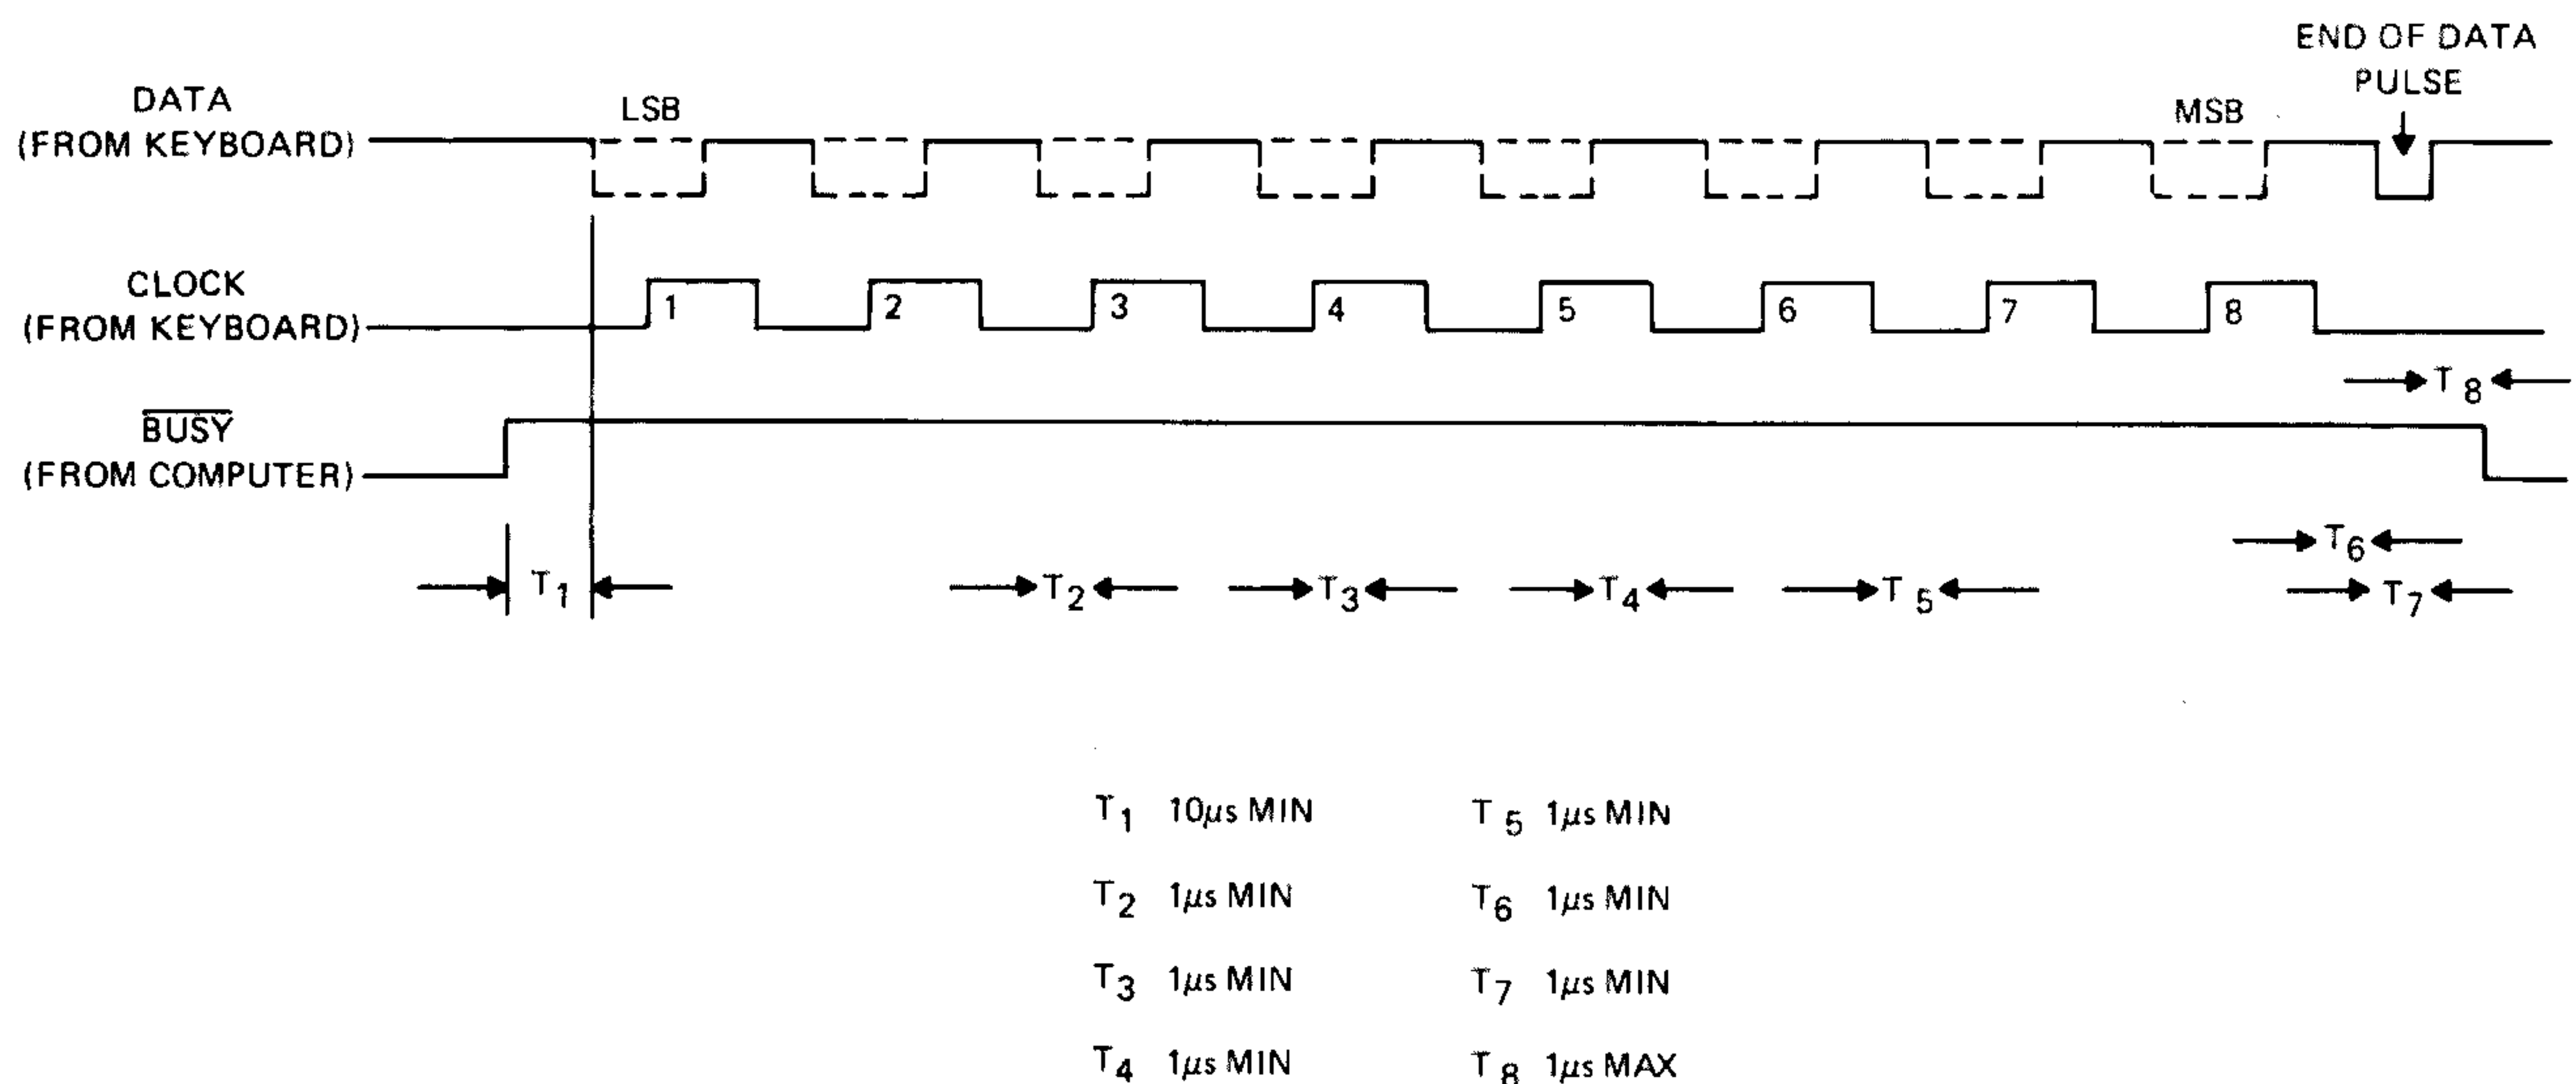 END OF DATA
PULSE
DATA
(FROM KEYBOARD)
LSB
MSB
CLOCK
(FROM KEYBOARD)
1
2
3
4
5
6
7
8
T8
BUSY
(FROM COMPUTER)
T6
T1
T2
T3
T4
T5
T7
T1 10μs MIN
T5 1μs MIN
T2 1μs MIN
T6 1μs MIN
T3 1μs MIN
T7 1μs MIN
T4 1μs MIN
T8 1μs MAX